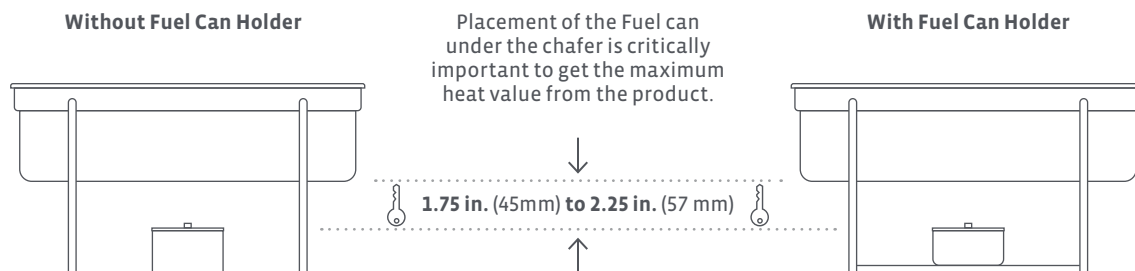 Without Fuel Can Holder
Placement of the Fuel can
under the chafer is critically
important to get the maximum
heat value from the product.
With Fuel Can Holder
1.75 in. (45mm) to 2.25 in. (57 mm)